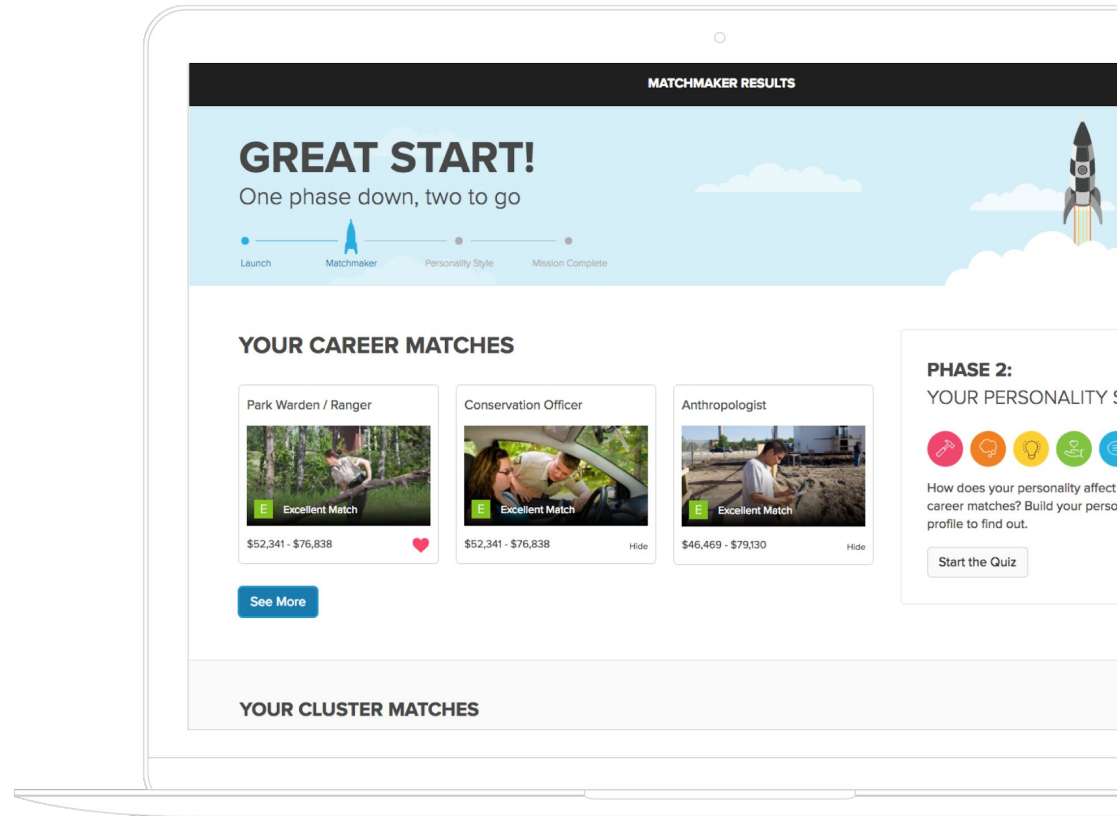 MATCHMAKER RESULTS
GREAT START!
One phase down, two to go
Launch
Matchmaker
Personality Style
Mission Complete
YOUR CAREER MATCHES
Park Warden / Ranger
E Excellent Match
$52,341 - $76,838
Conservation Officer
E Excellent Match
$52,341 - $76,838
Hide
Anthropologist
E Excellent Match
$46,469 - $79,130
Hide
See More
PHASE 2:
YOUR PERSONALITY
How does your personality affect
career matches? Build your
profile to find out.
Start the Quiz
YOUR CLUSTER MATCHES